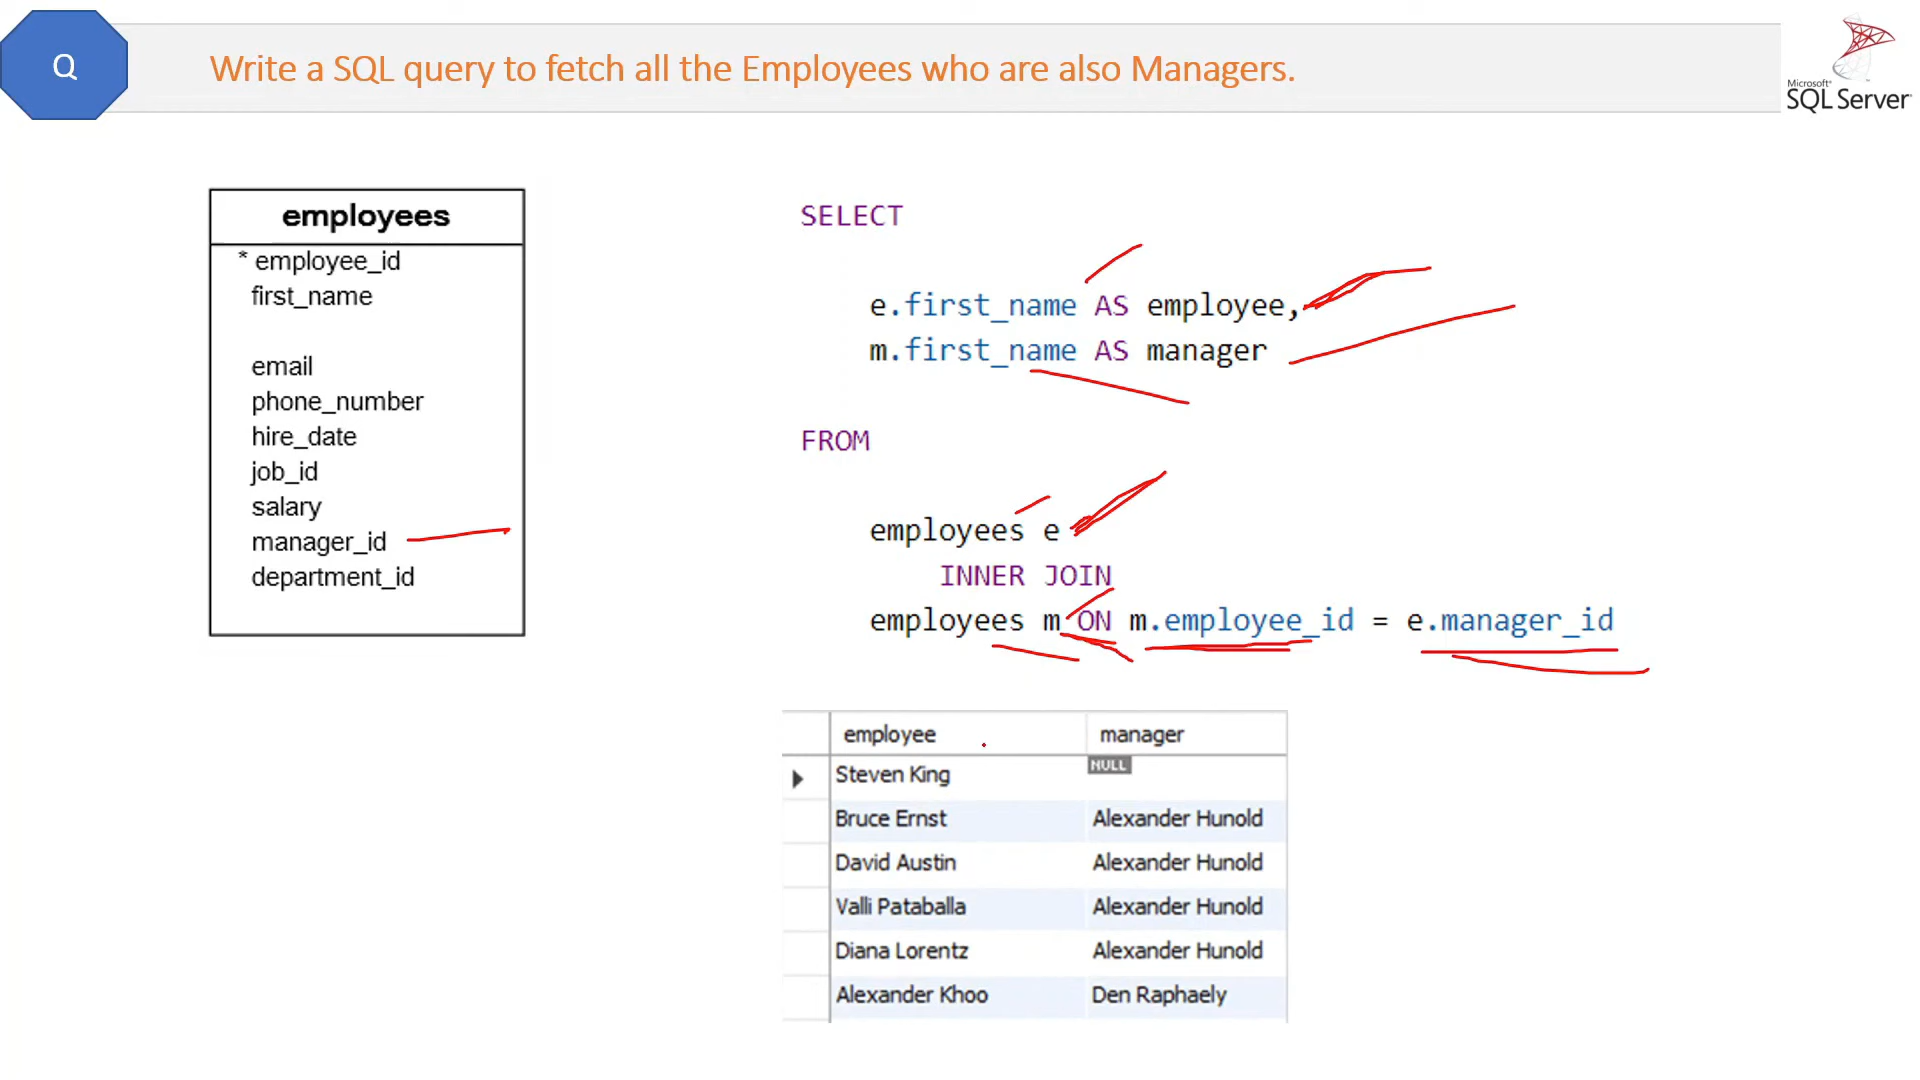 Q
Write a SQL query to fetch all the Employees who are also Managers.
Microsoft®
SQL Server
employees
* employee_id
first_name
email
phone_number
hire_date
job_id
salary
manager_id
department_id
SELECT
e.first_name AS employee,
m.first_name AS manager
FROM
employees e
INNER JOIN
employees m ON m.employee_id = e.manager_id
employee manager
Steven King NULL
Bruce Ernst Alexander Hunold
David Austin Alexander Hunold
Valli Pataballa Alexander Hunold
Diana Lorentz Alexander Hunold
Alexander Khoo Den Raphaely